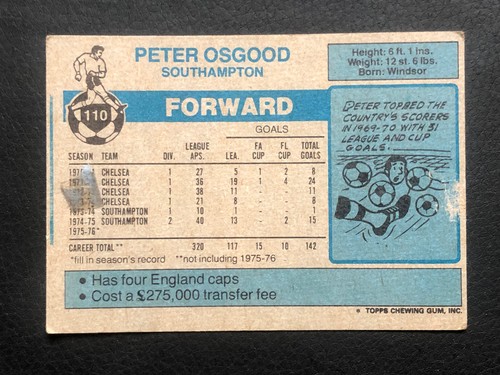 PETER OSGOOD
SOUTHAMPTON
Height: 6 ft. 1 ins.
Weight: 12 st. 6 lbs.
Born: Windsor
110
FORWARD
GOALS
SEASON TEAM DIV. LEAGUE APS. LEA. FA CUP FL CUP TOTAL GOALS
CHELSEA 1 27 5 1 2 8
CHELSEA 1 36 19 1 4 24
CHELSEA 1 38 11 - - 11
CHELSEA 1 21 8 - - 8
1973-74 SOUTHAMPTON 1 10 1 - - 1
1974-75 SOUTHAMPTON 2 40 13 - 2 15
1975-76*
CAREER TOTAL** 320 117 15 10 142
*fill in season's record **not including 1975-76
PETER TOPPED THE
COUNTRY'S SCORERS
IN 1969-70 WITH 31
LEAGUE AND CUP
GOALS.
• Has four England caps
• Cost a £275,000 transfer fee
* TOPPS CHEWING GUM, INC.